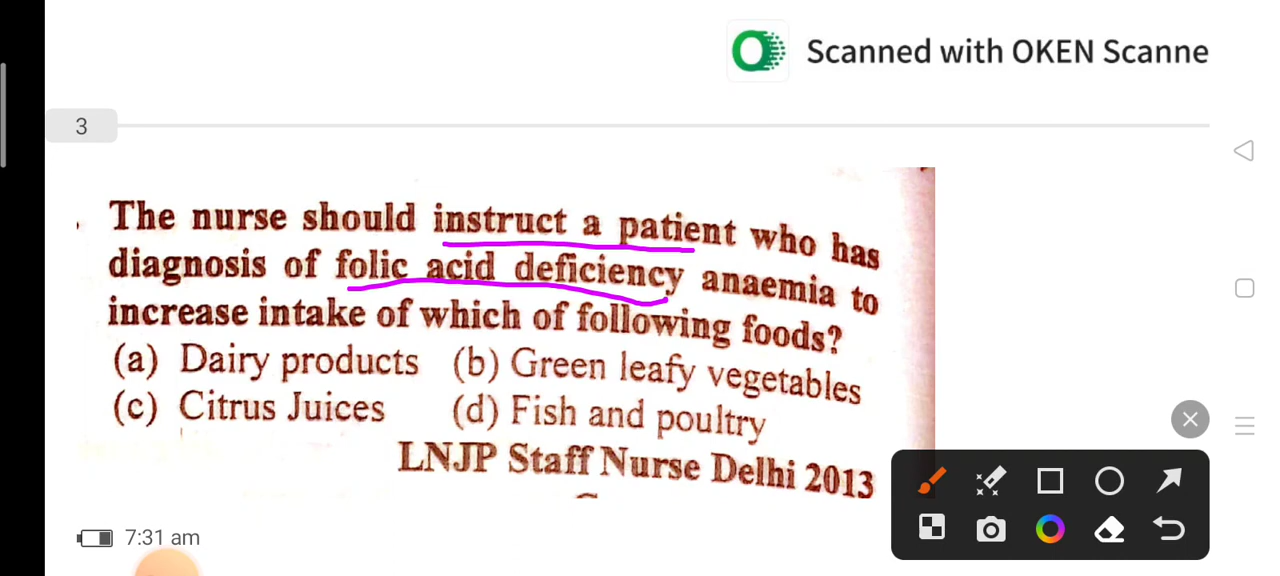 Scanned with OKEN Scanne
3
The nurse should instruct a patient who has
diagnosis of folic acid deficiency anaemia to
increase intake of which of following foods?
(a) Dairy products (b) Green leafy vegetables
(c) Citrus Juices (d) Fish and poultry
LNJP Staff Nurse Delhi 2013
7:31 am